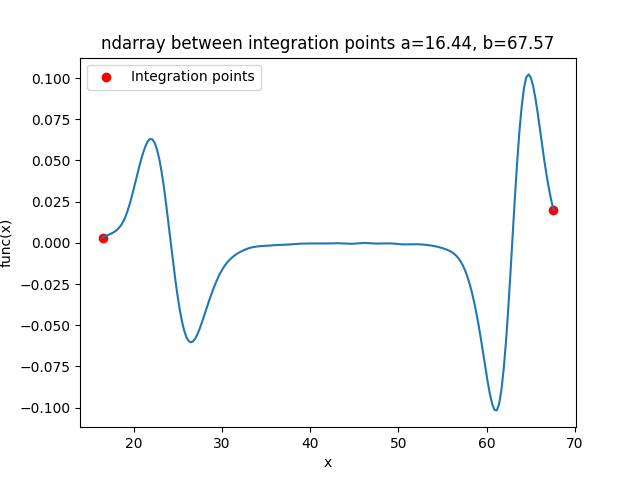 ndarray between integration points a=16.44, b=67.57
Integration points
0.100
0.075
0.050
0.025
0.000
−0.025
−0.050
−0.075
−0.100
func(x)
20 30 40 50 60 70
x